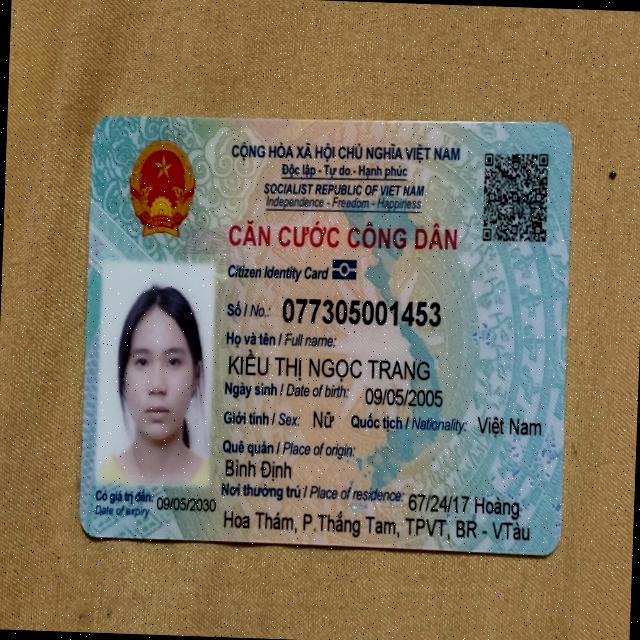 CỘNG HÒA XÃ HỘI CHỦ NGHĨA VIỆT NAM
Độc lập - Tự do - Hạnh phúc
SOCIALIST REPUBLIC OF VIET NAM
Independence - Freedom - Happiness
CĂN CƯỚC CÔNG DÂN
Citizen Identity Card
Số / No.: 077305001453
Họ và tên / Full name:
KIỀU THỊ NGỌC TRANG
Ngày sinh / Date of birth: 09/05/2005
Giới tính / Sex: Nữ Quốc tịch / Nationality: Việt Nam
Quê quán / Place of origin:
Bình Định
Nơi thường trú / Place of residence: 67/24/17 Hoàng
Hoa Thám, P.Thắng Tam, TPVT, BR - VTàu
Có giá trị đến: 09/05/2030
Date of expiry